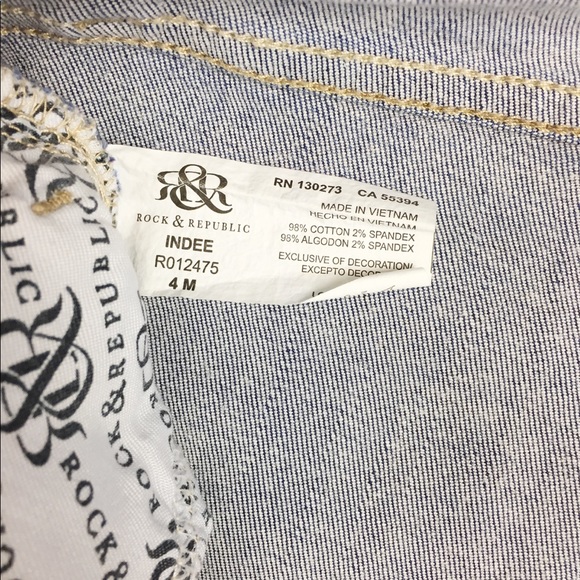 R&R
ROCK & REPUBLIC
INDEE
R012475
4 M
RN 130273 CA 55394
MADE IN VIETNAM
HECHO EN VIETNAM
98% COTTON 2% SPANDEX
98% ALGODON 2% SPANDEX
EXCLUSIVE OF DECORATION/
EXCEPTO DECOR
REPUBLIC
ROCK & REPUBLIC
ROCK